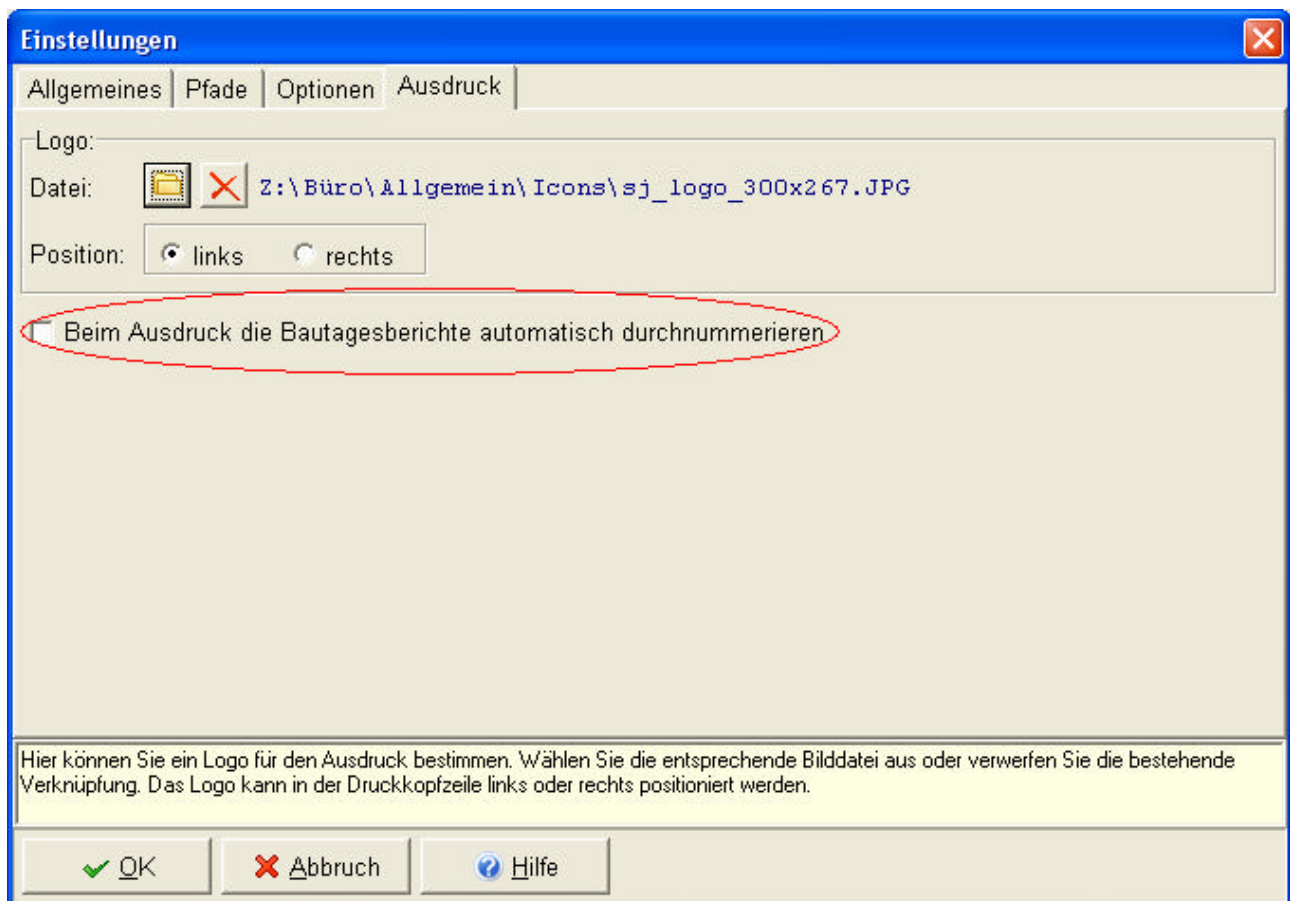 Einstellungen
Allgemeines Pfade Optionen Ausdruck
Logo:
Datei: Z:\Büro\Allgemein\Icons\sj_logo_300x267.JPG
Position: links rechts
Beim Ausdruck die Bautagesberichte automatisch durchnummerieren
Hier können Sie ein Logo für den Ausdruck bestimmen. Wählen Sie die entsprechende Bilddatei aus oder verwerfen Sie die bestehende
Verknüpfung. Das Logo kann in der Druckkopfzeile links oder rechts positioniert werden.
OK Abbruch Hilfe